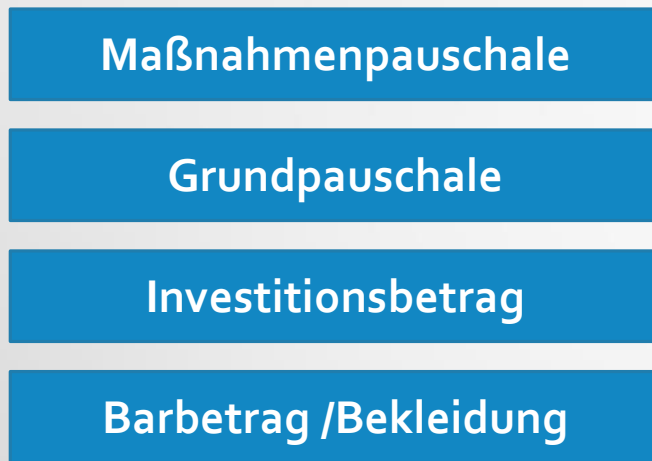 Maßnahmenpauschale
Grundpauschale
Investitionsbetrag
Barbetrag /Bekleidung